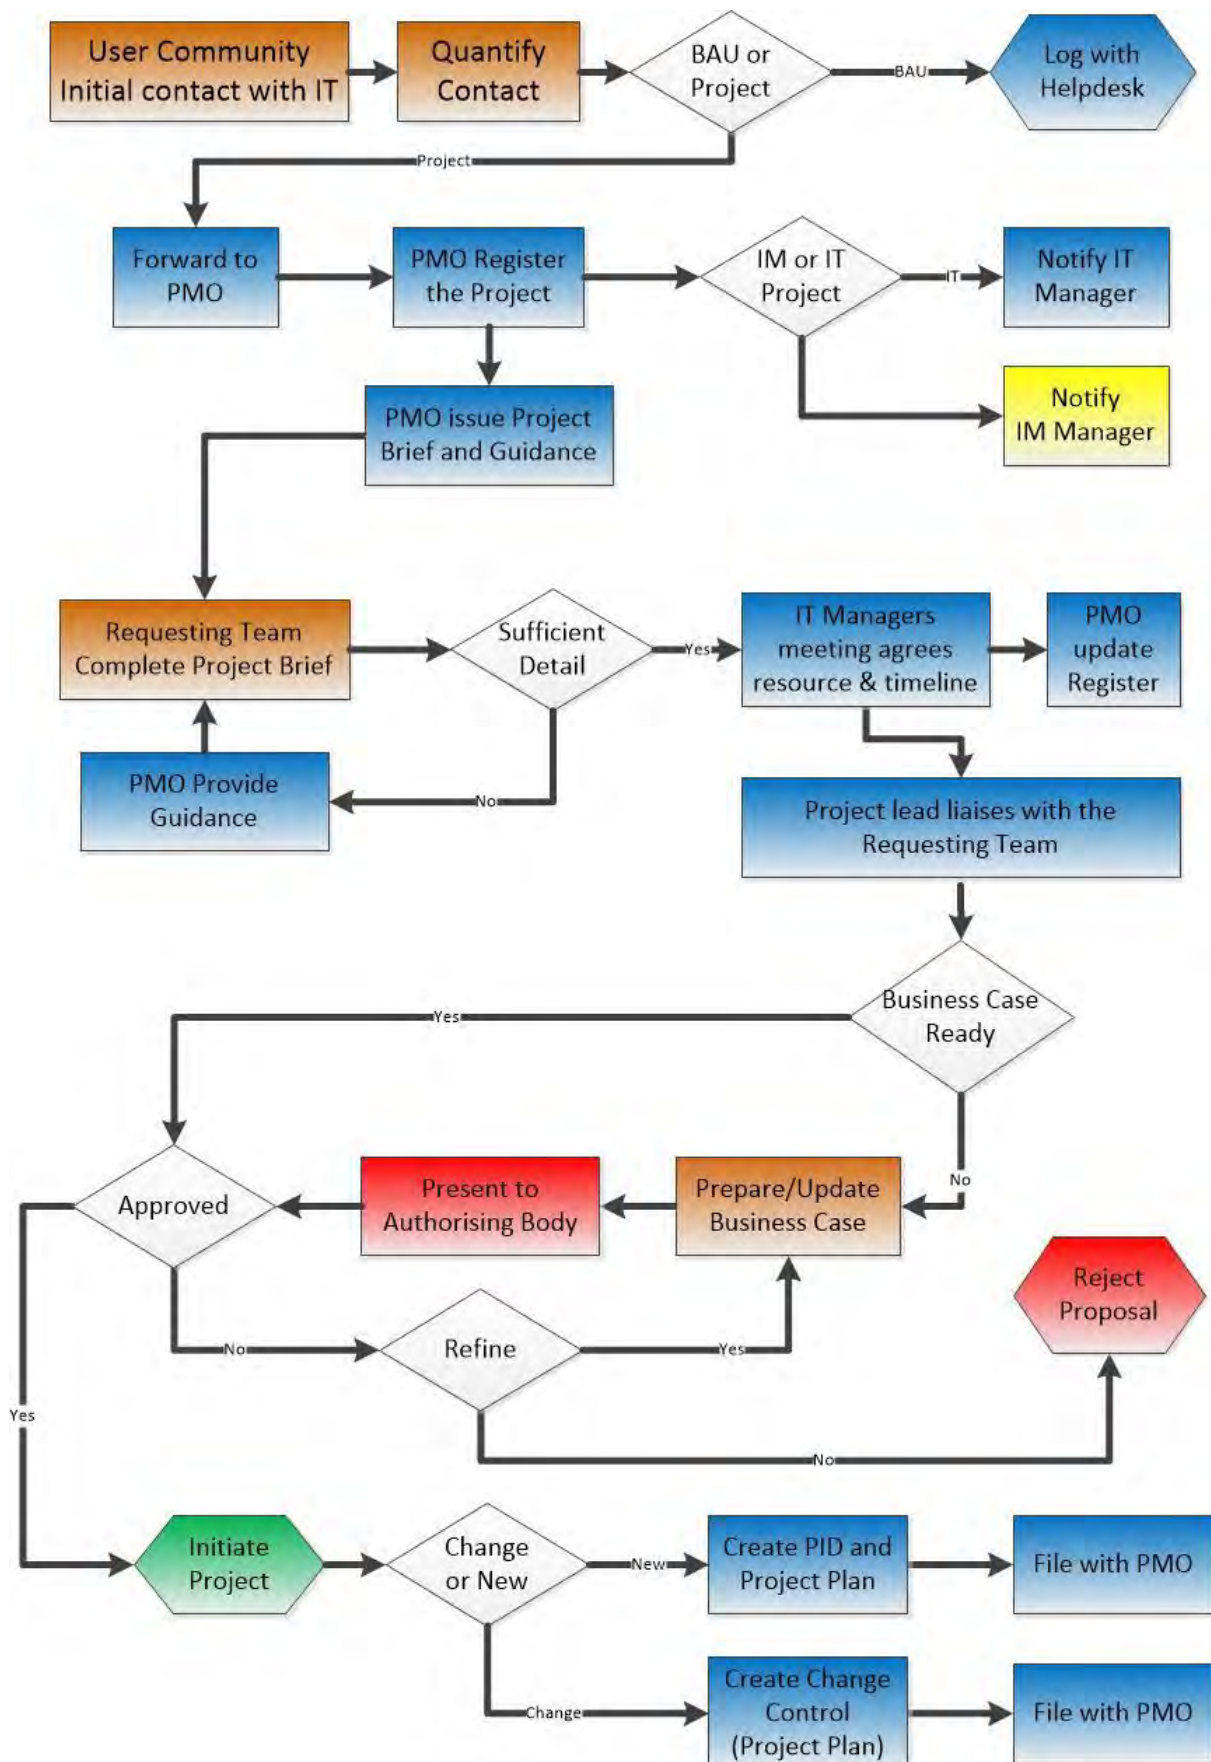 User Community
Initial contact with IT
Quantify
Contact
BAU or
Project
BAU
Log with
Helpdesk
Project
Forward to
PMO
PMO Register
the Project
IM or IT
Project
IT
Notify IT
Manager
PMO issue Project
Brief and Guidance
Notify
IM Manager
Requesting Team
Complete Project Brief
Sufficient
Detail
Yes
IT Managers
meeting agrees
resource & timeline
PMO
update
Register
PMO Provide
Guidance
No
Project lead liaises with the
Requesting Team
Business Case
Ready
Yes
No
Approved
Present to
Authorising Body
Prepare/Update
Business Case
Reject
Proposal
No
Refine
Yes
Yes
No
Initiate
Project
Change
or New
New
Create PID and
Project Plan
File with PMO
Change
Create Change
Control
(Project Plan)
File with PMO